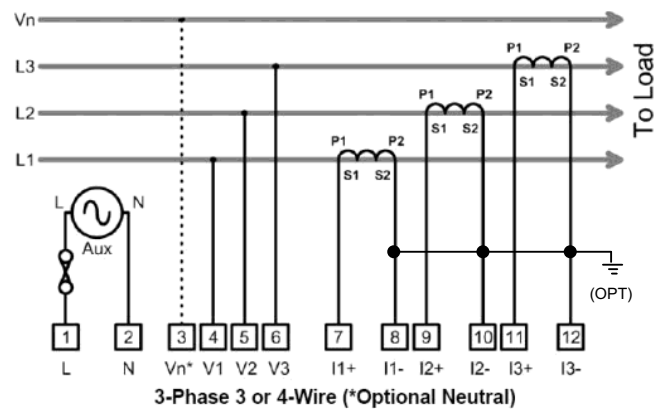 Vn
L3
L2
L1
P1 P2
S1 S2
P1 P2
S1 S2
P1 P2
S1 S2
To Load
L N
Aux
(OPT)
1 2 3 4 5 6 7 8 9 10 11 12
L N Vn* V1 V2 V3 I1+ I1- I2+ I2- I3+ I3-
3-Phase 3 or 4-Wire (*Optional Neutral)